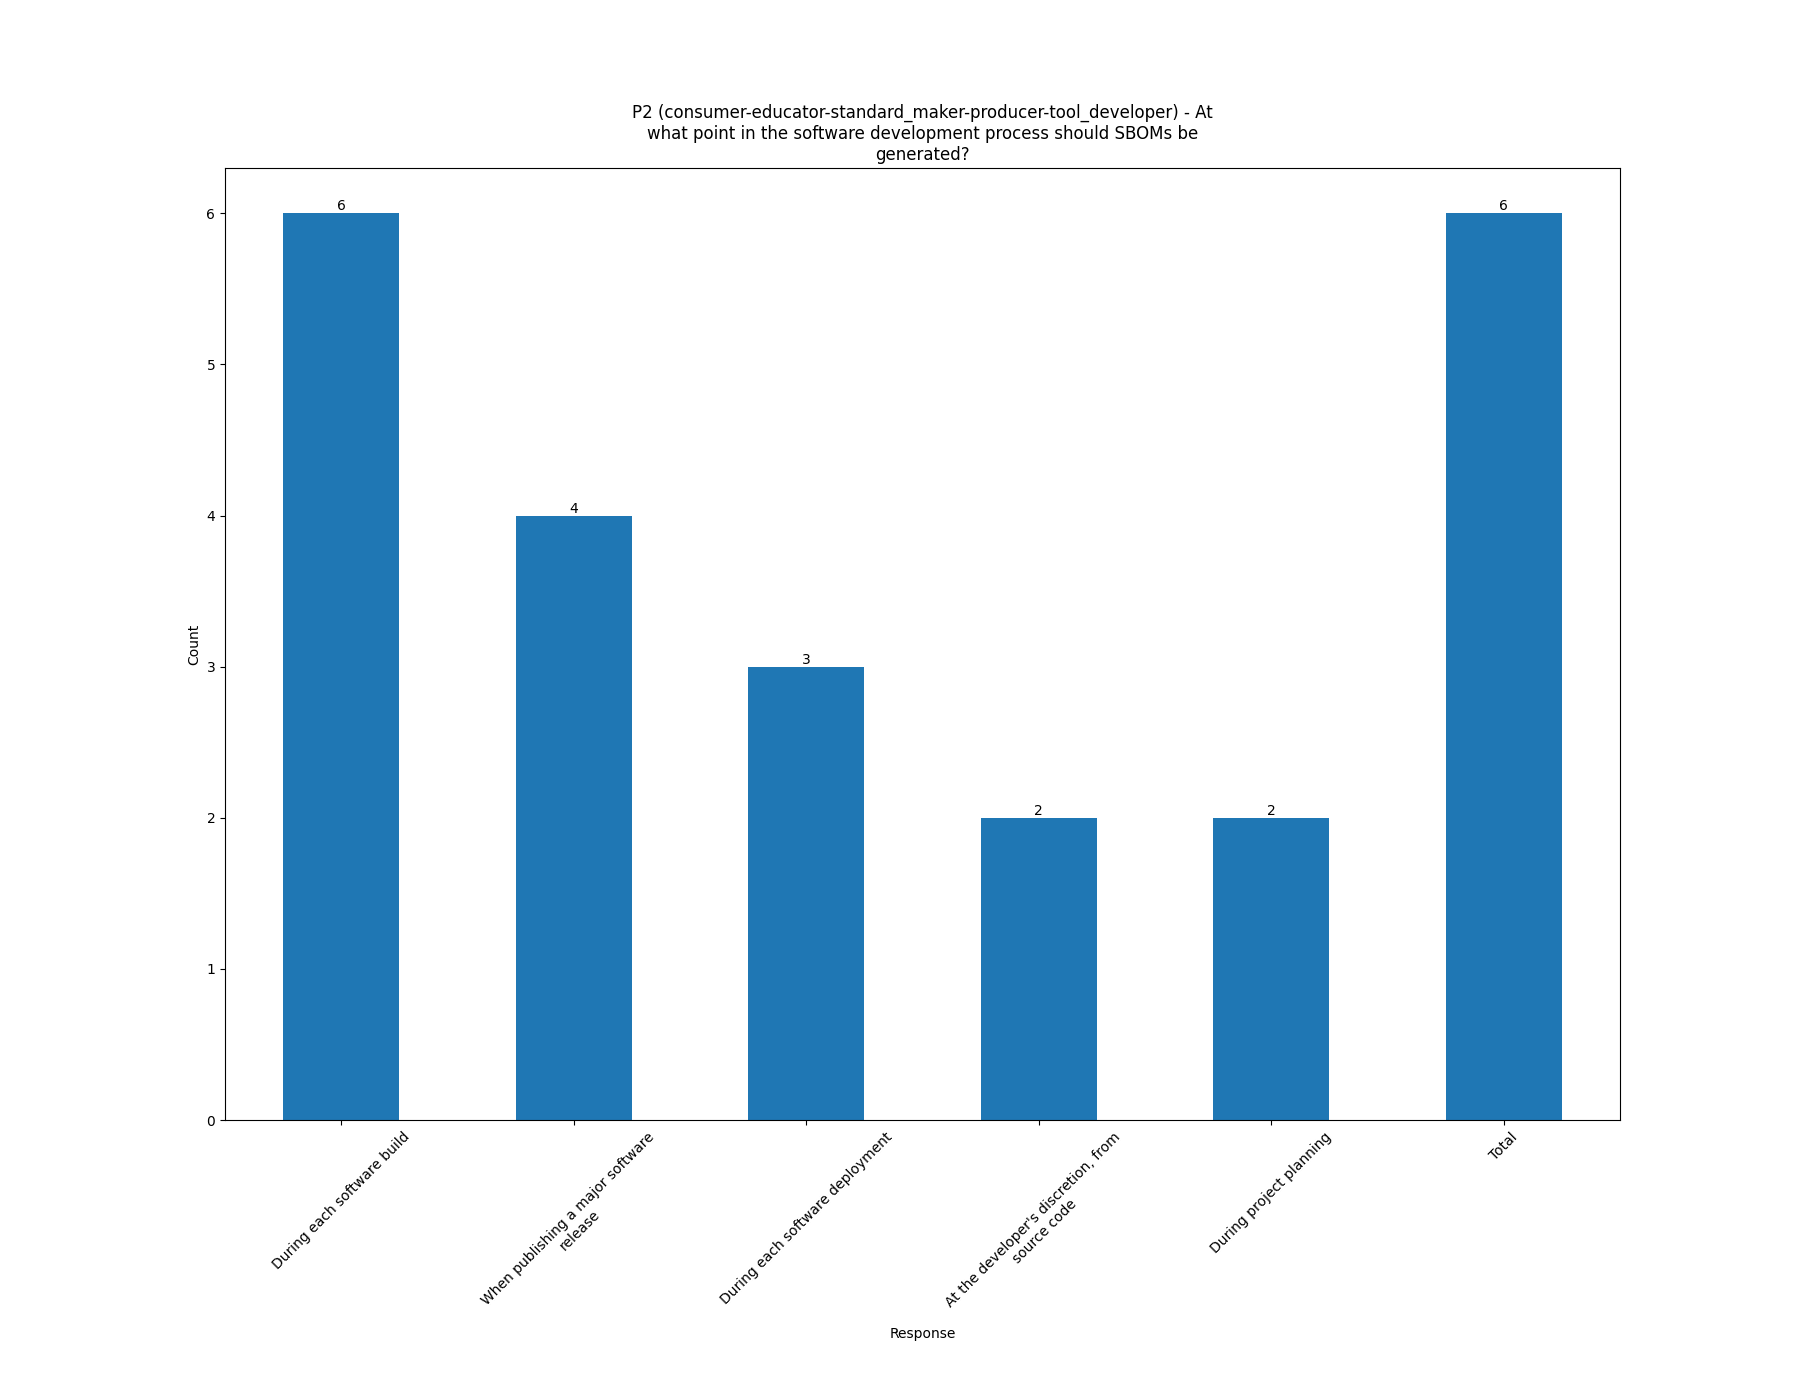 P2 (consumer-educator-standard_maker-producer-tool_developer) - At
what point in the software development process should SBOMs be
generated?
6
6
6
5
4
4
3
3
2
2
2
1
0
Count
During each software build
When publishing a major software
release
During each software deployment
At the developer's discretion, from
source code
During project planning
Total
Response